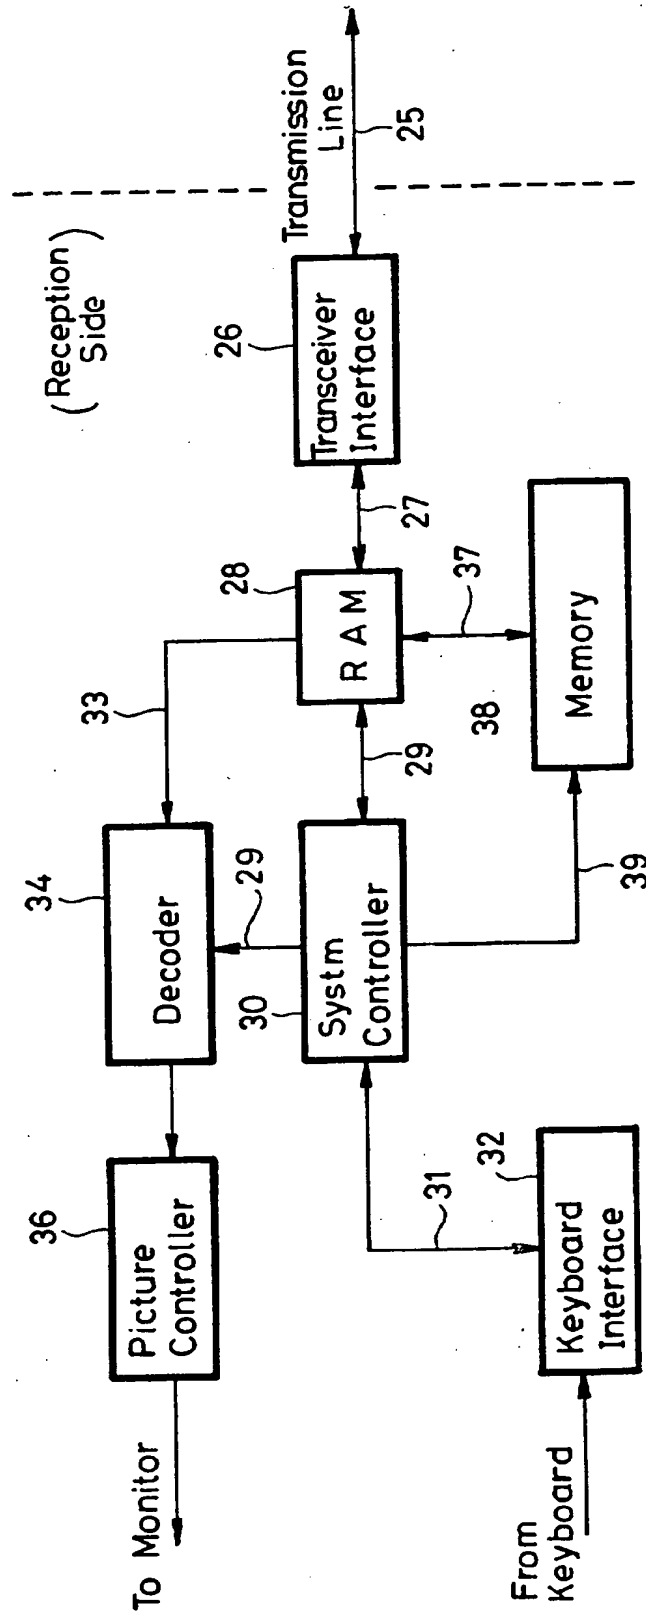 (Reception
Side)
Transmission
Line
25
Transceiver
Interface
26
27
28
RAM
33
37
29
38
Memory
34
Decoder
29
30
Systm
Controller
39
36
Picture
Controller
31
32
Keyboard
Interface
To Monitor
From
Keyboard